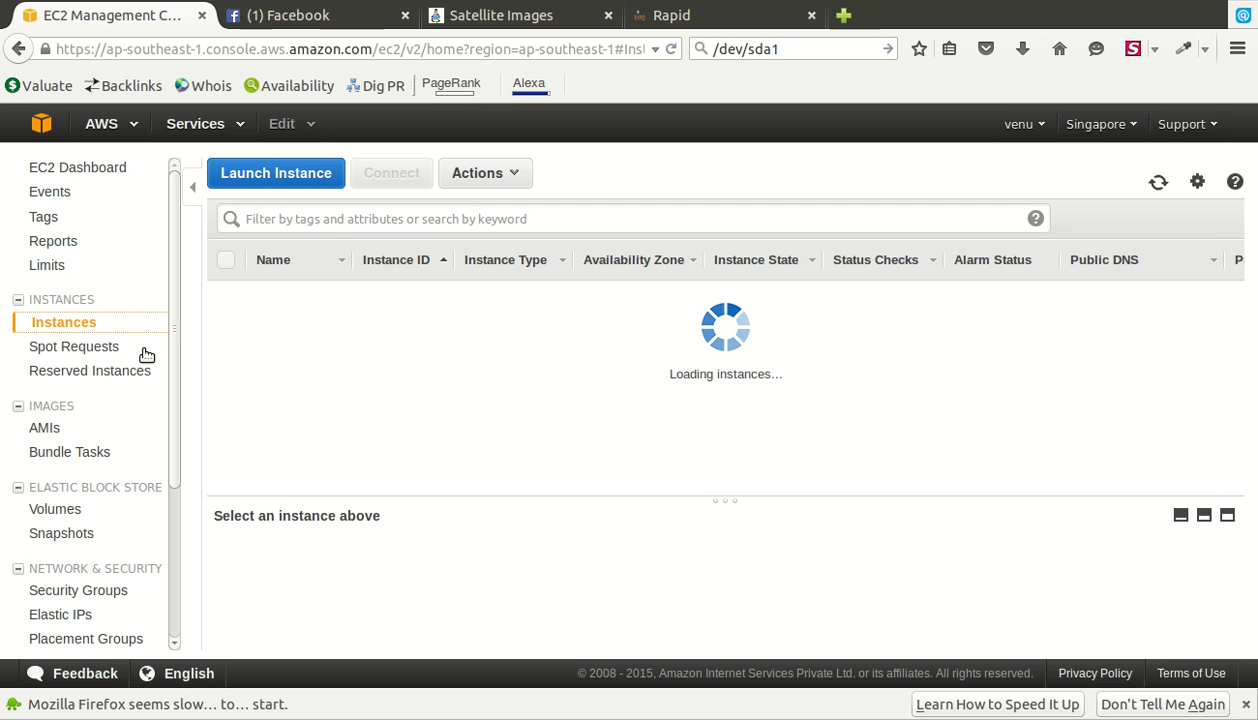 EC2 Management C...
(1) Facebook
Satellite Images
Rapid
https://ap-southeast-1.console.aws.amazon.com/ec2/v2/home?region=ap-southeast-1#Inst
/dev/sda1
Valuate
Backlinks
Whois
Availability
Dig PR
PageRank
Alexa
AWS
Services
Edit
venu
Singapore
Support
EC2 Dashboard
Events
Tags
Reports
Limits
INSTANCES
Instances
Spot Requests
Reserved Instances
IMAGES
AMIs
Bundle Tasks
ELASTIC BLOCK STORE
Volumes
Snapshots
NETWORK & SECURITY
Security Groups
Elastic IPs
Placement Groups
Launch Instance
Connect
Actions
Filter by tags and attributes or search by keyword
Name
Instance ID
Instance Type
Availability Zone
Instance State
Status Checks
Alarm Status
Public DNS
P
Loading instances...
Select an instance above
Feedback
English
© 2008 - 2015, Amazon Internet Services Private Ltd. or its affiliates. All rights reserved.
Privacy Policy
Terms of Use
Mozilla Firefox seems slow... to... start.
Learn How to Speed It Up
Don't Tell Me Again